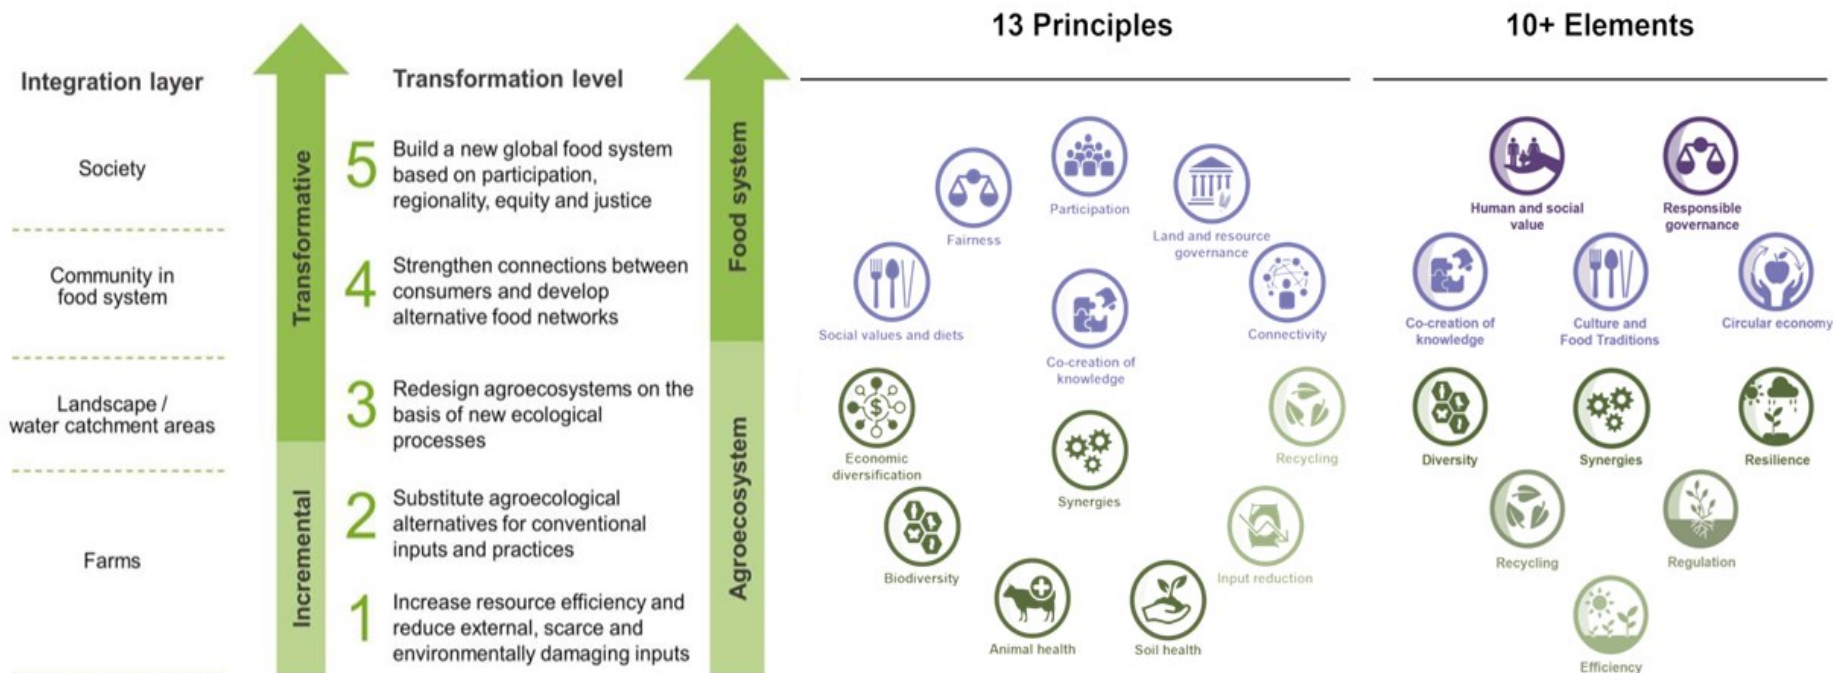 13 Principles
10+ Elements
Integration layer
Transformation level
Society
Community in
food system
Landscape /
water catchment areas
Farms
Transformative
Incremental
5
Build a new global food system
based on participation,
regionality, equity and justice
4
Strengthen connections between
consumers and develop
alternative food networks
3
Redesign agroecosystems on the
basis of new ecological
processes
2
Substitute agroecological
alternatives for conventional
inputs and practices
1
Increase resource efficiency and
reduce external, scarce and
environmentally damaging inputs
Food system
Agroecosystem
Participation
Fairness
Land and resource
governance
Social values and diets
Co-creation of
knowledge
Connectivity
$
Economic
diversification
Synergies
Recycling
Biodiversity
Input reduction
Animal health
Soil health
Human and social
value
Responsible
governance
Co-creation of
knowledge
Culture and
Food Traditions
Circular economy
Diversity
Synergies
Resilience
Recycling
Regulation
Efficiency